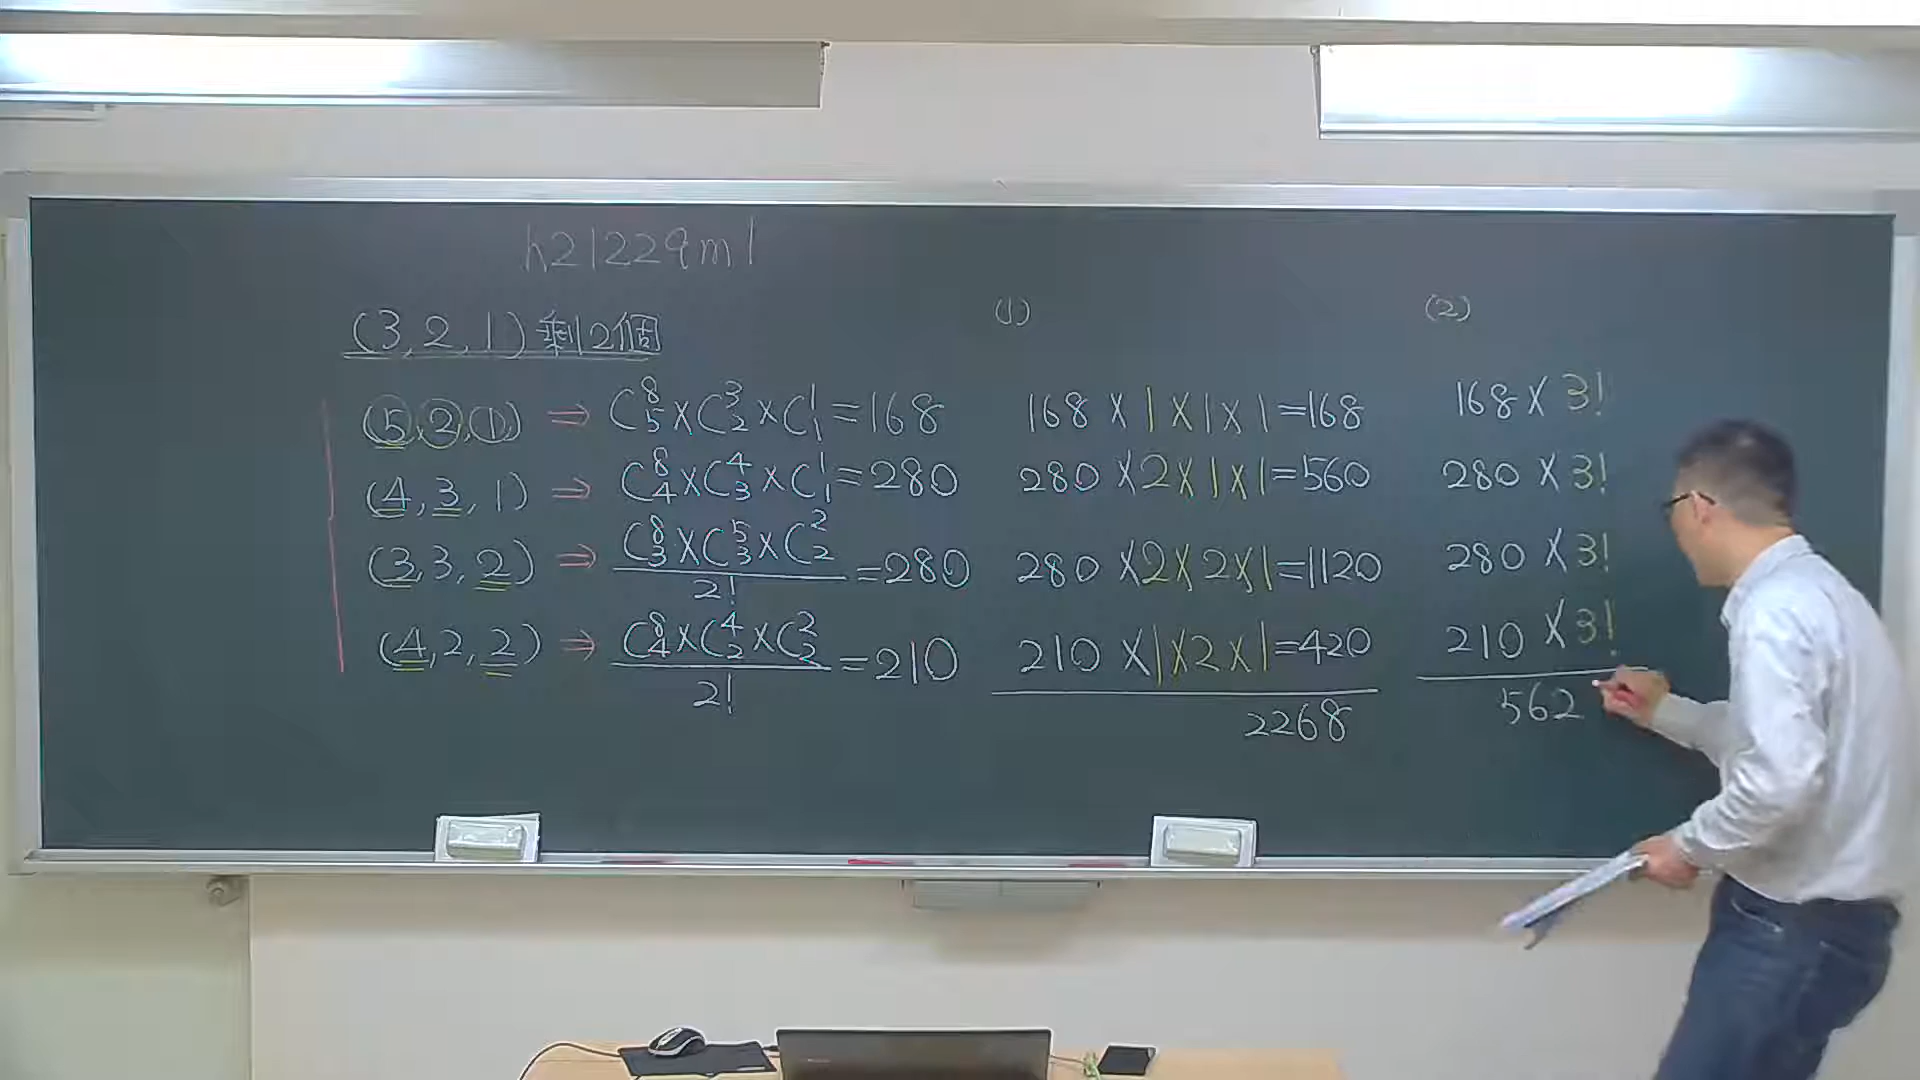 h21229m1
(3,2,1)剩2個
(5,2,1) ⇒ C⁸₅×C³₂×C¹₁=168
(4,3,1) ⇒ C⁸₄×C⁴₃×C¹₁=280
(3,3,2) ⇒ C⁸₃×C⁵₃×C²₂/2!=280
(4,2,2) ⇒ C⁸₄×C⁴₂×C²₂/2!=210
(1)
168×1×1×1=168
280×2×1×1=560
280×2×2×1=1120
210×1×2×1=420
2268
(2)
168×3!
280×3!
280×3!
210×3!
562